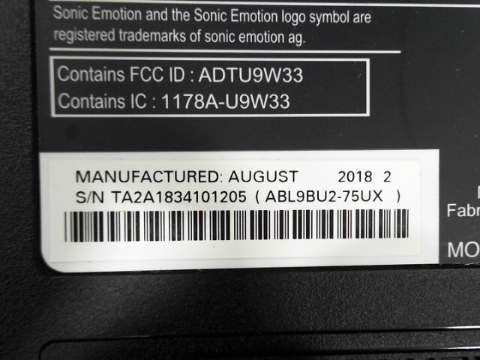 Sonic Emotion and the Sonic Emotion logo symbol are
registered trademarks of sonic emotion ag.
Contains FCC ID : ADTU9W33
Contains IC : 1178A-U9W33
MANUFACTURED: AUGUST 2018 2
S/N TA2A1834101205 ( ABL9BU2-75UX )
Fabr
MO